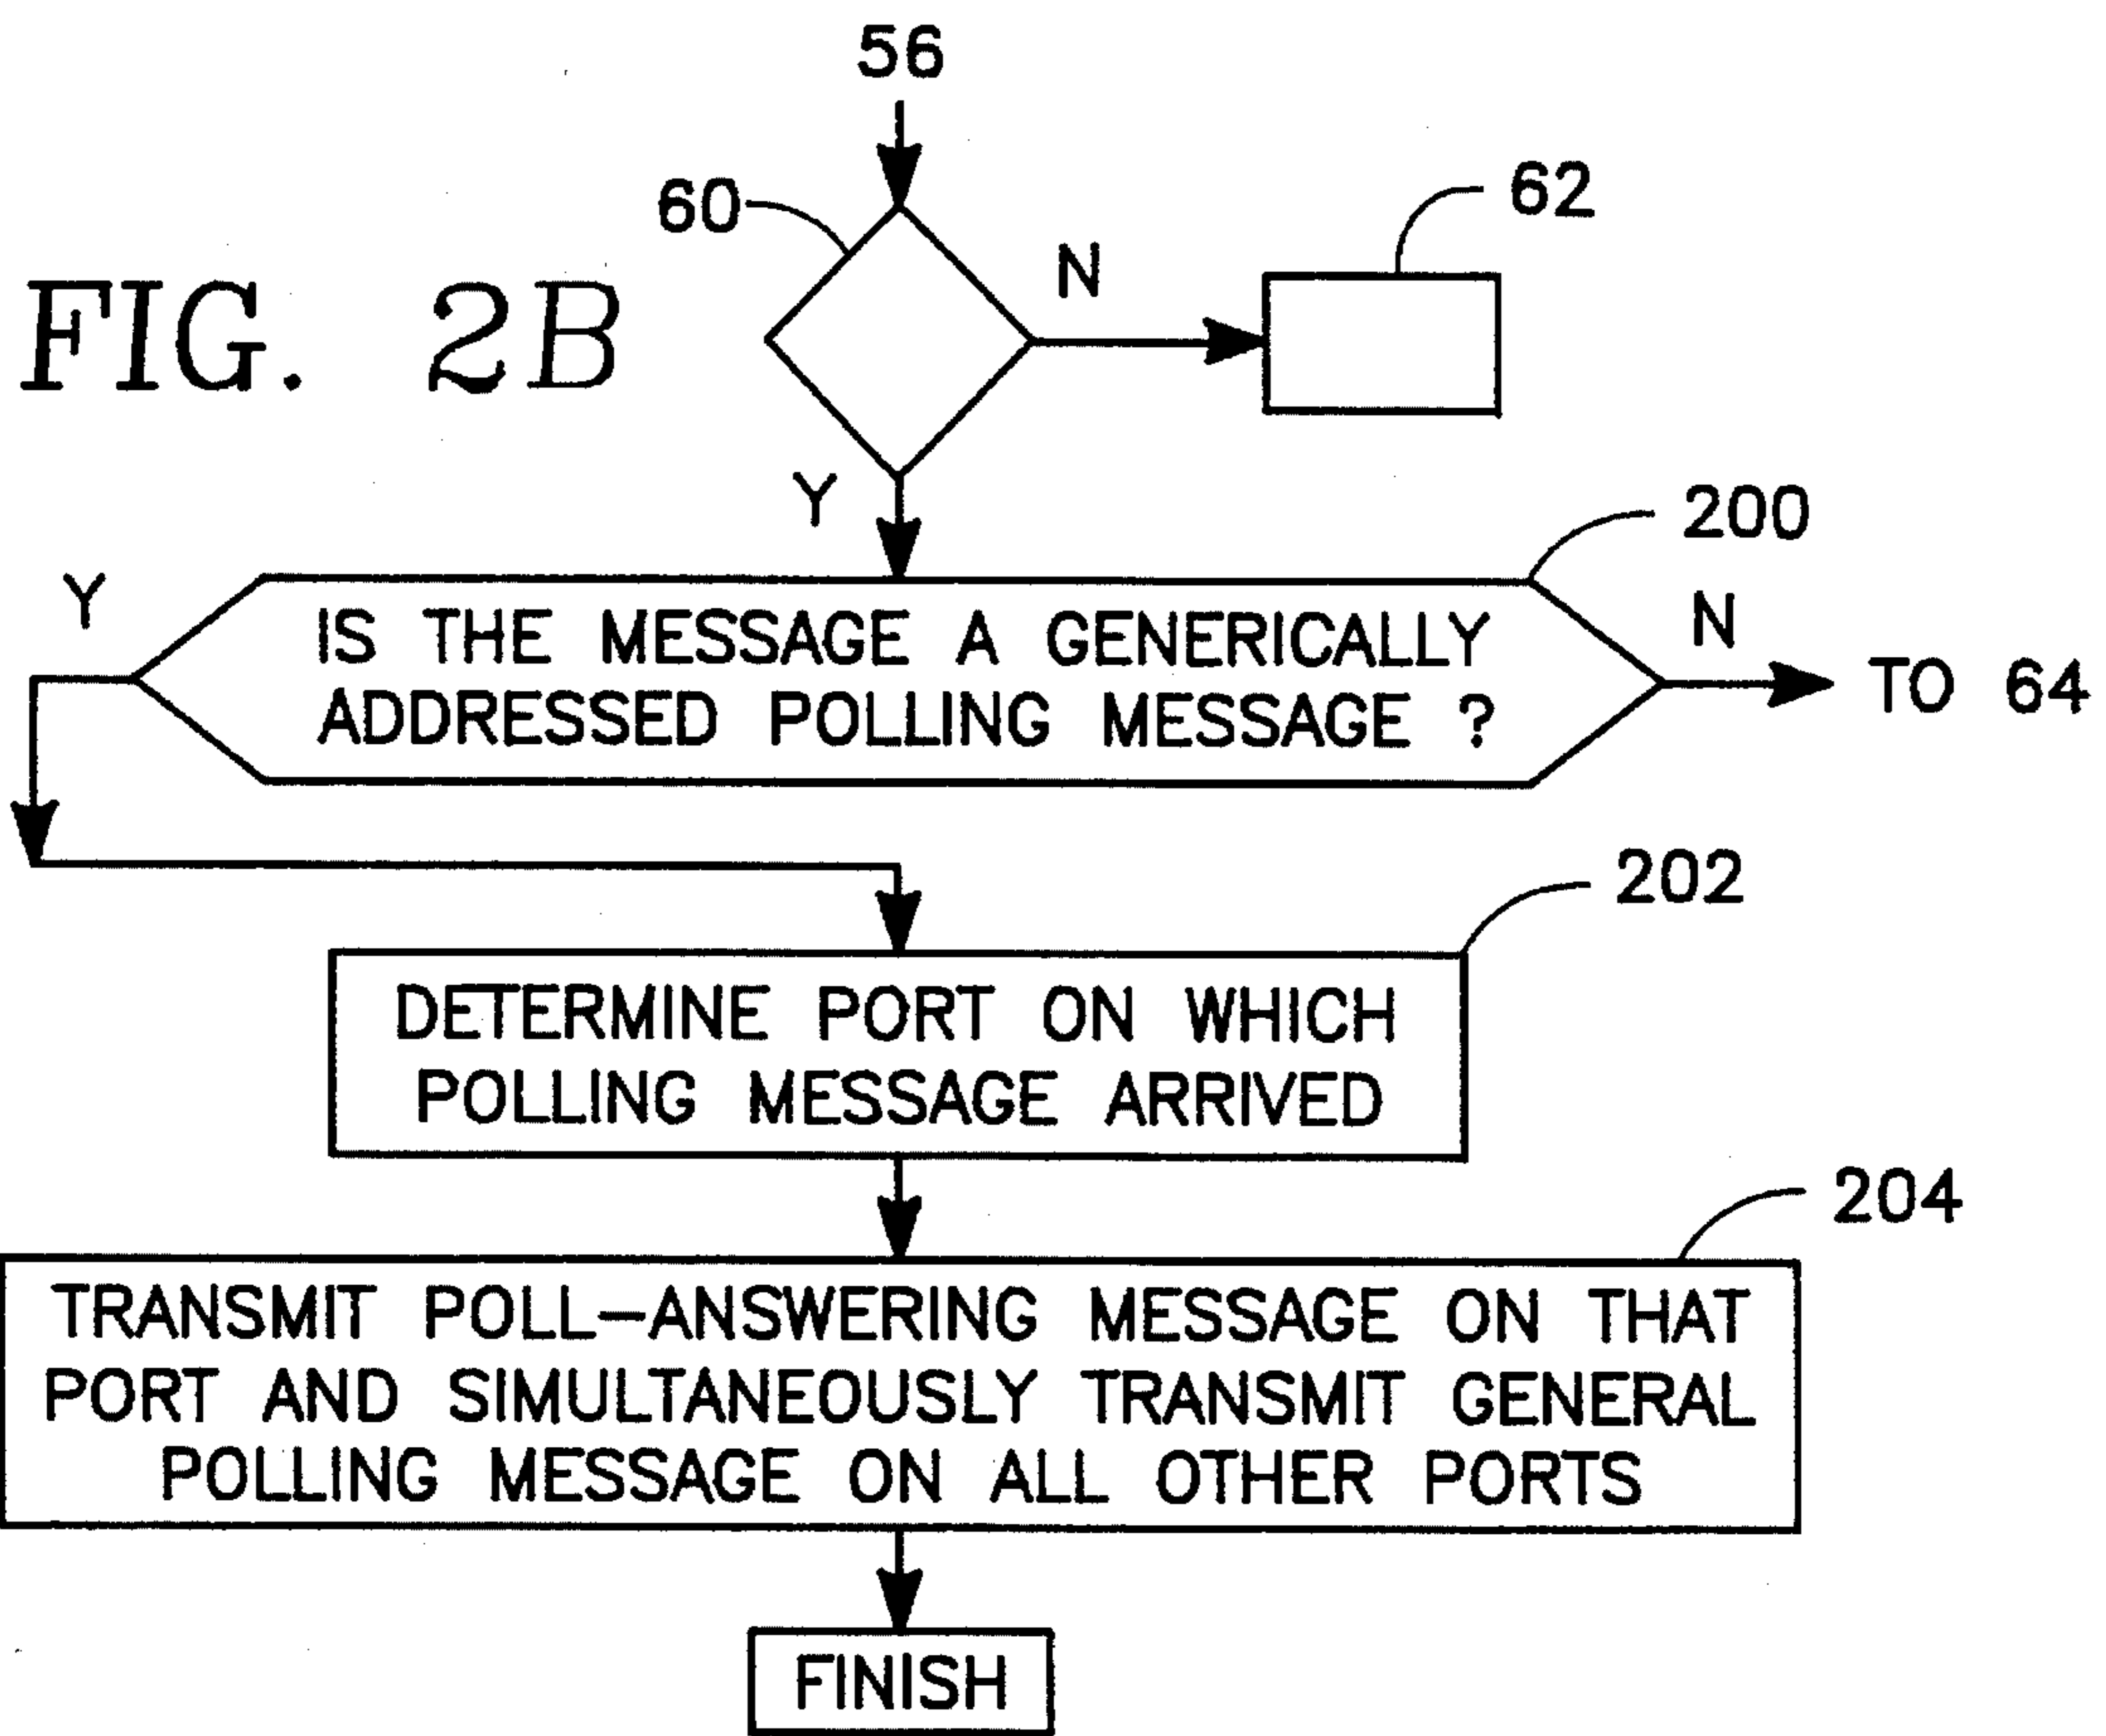 56
60
62
N
FIG. 2B
Y
200
Y
N
IS THE MESSAGE A GENERICALLY
ADDRESSED POLLING MESSAGE ?
TO 64
202
DETERMINE PORT ON WHICH
POLLING MESSAGE ARRIVED
204
TRANSMIT POLL—ANSWERING MESSAGE ON THAT
PORT AND SIMULTANEOUSLY TRANSMIT GENERAL
POLLING MESSAGE ON ALL OTHER PORTS
FINISH